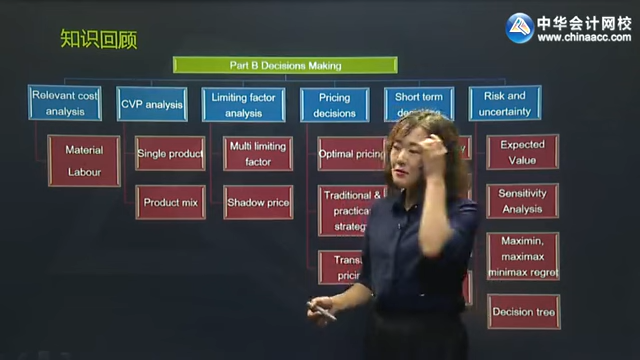 知识回顾
中华会计网校
www.chinaacc.com
Part B Decisions Making
Relevant cost
analysis
CVP analysis
Limiting factor
analysis
Pricing
decisions
Short term
Risk and
uncertainty
Material
Labour
Single product
Product mix
Multi limiting
factor
Shadow price
Optimal pricing
Traditional &
Expected
Value
Sensitivity
Analysis
Maximin,
maximax
minimax regret
Decision tree